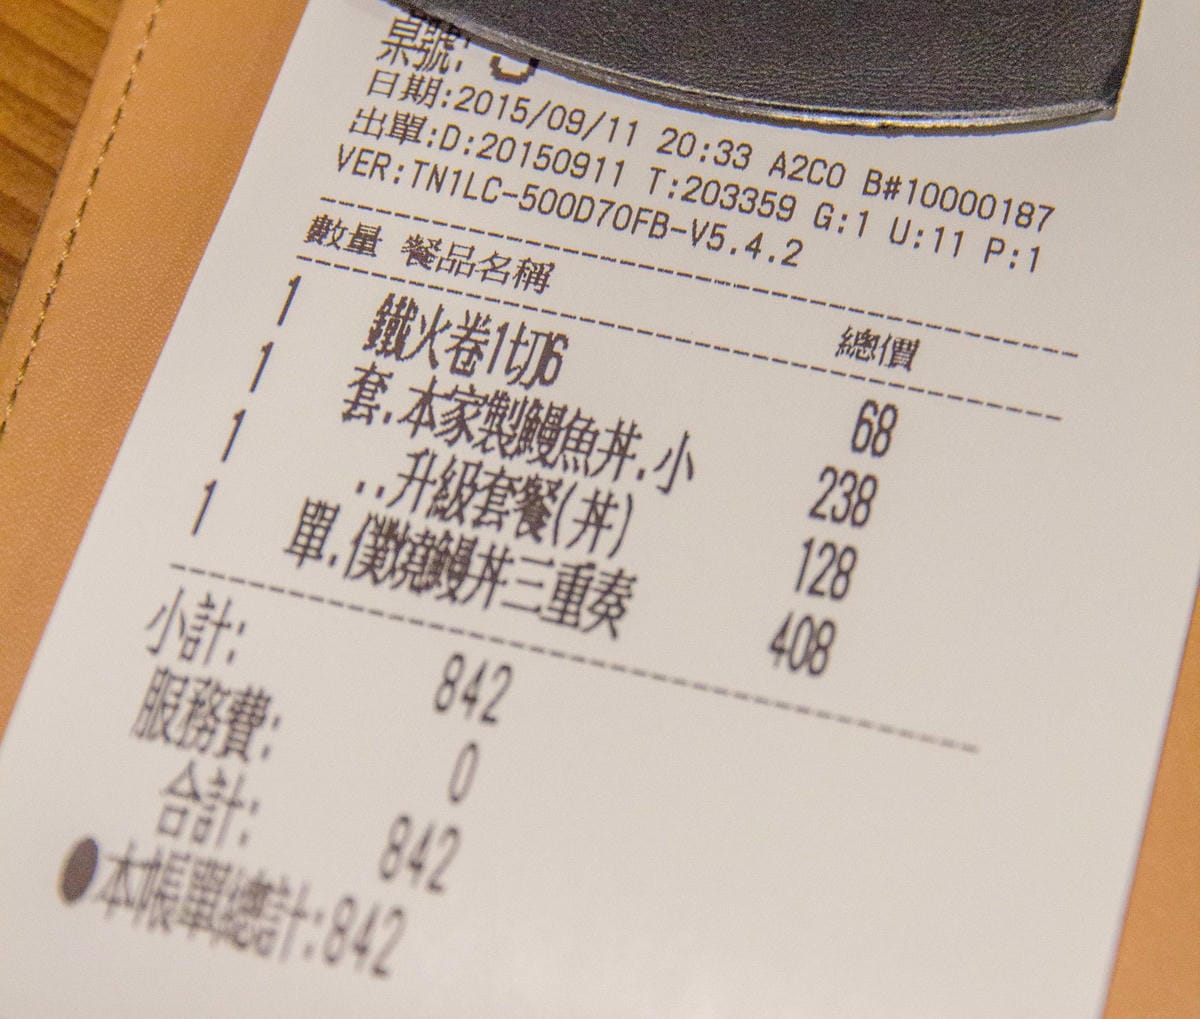 桌號:
日期:2015/09/11 20:33 A2C0 B#10000187
出單:D:20150911 T:203359 G:1 U:11 P:1
VER:TN1LC-500D70FB-V5.4.2
數量 餐品名稱 總價
1 鐵火卷1切6 68
1 套.本家製鰻魚丼.小 238
1 ..升級套餐(丼) 128
1 單.僕燒鰻丼三重奏 408
小計: 842
服務費: 0
合計: 842
●本帳單總計:842